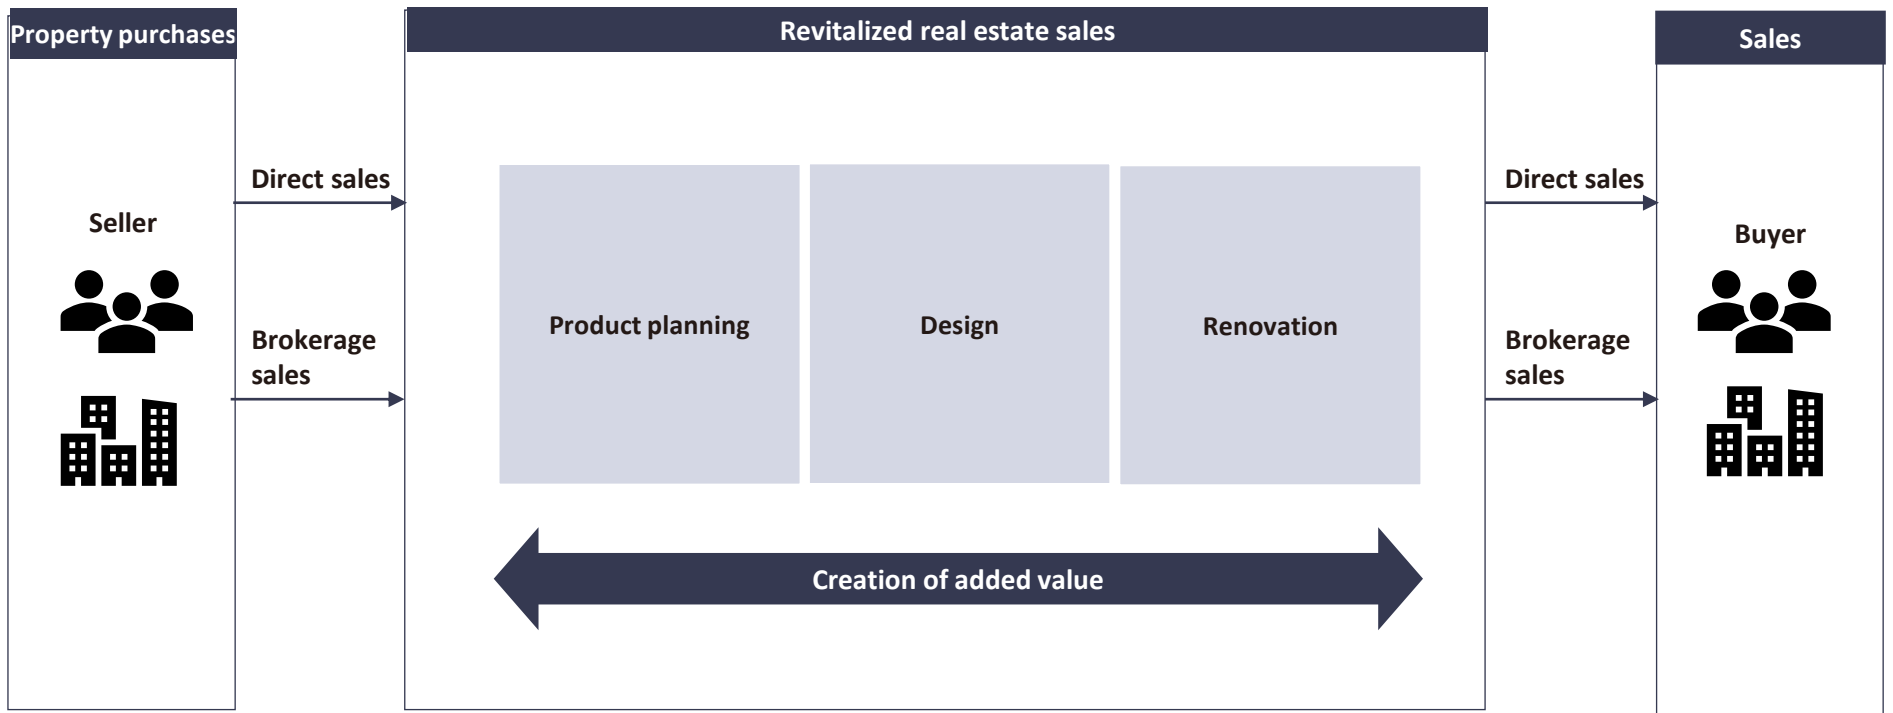 Property purchases
Revitalized real estate sales
Sales
Seller
Direct sales
Brokerage
sales
Product planning
Design
Renovation
Creation of added value
Direct sales
Brokerage
sales
Buyer